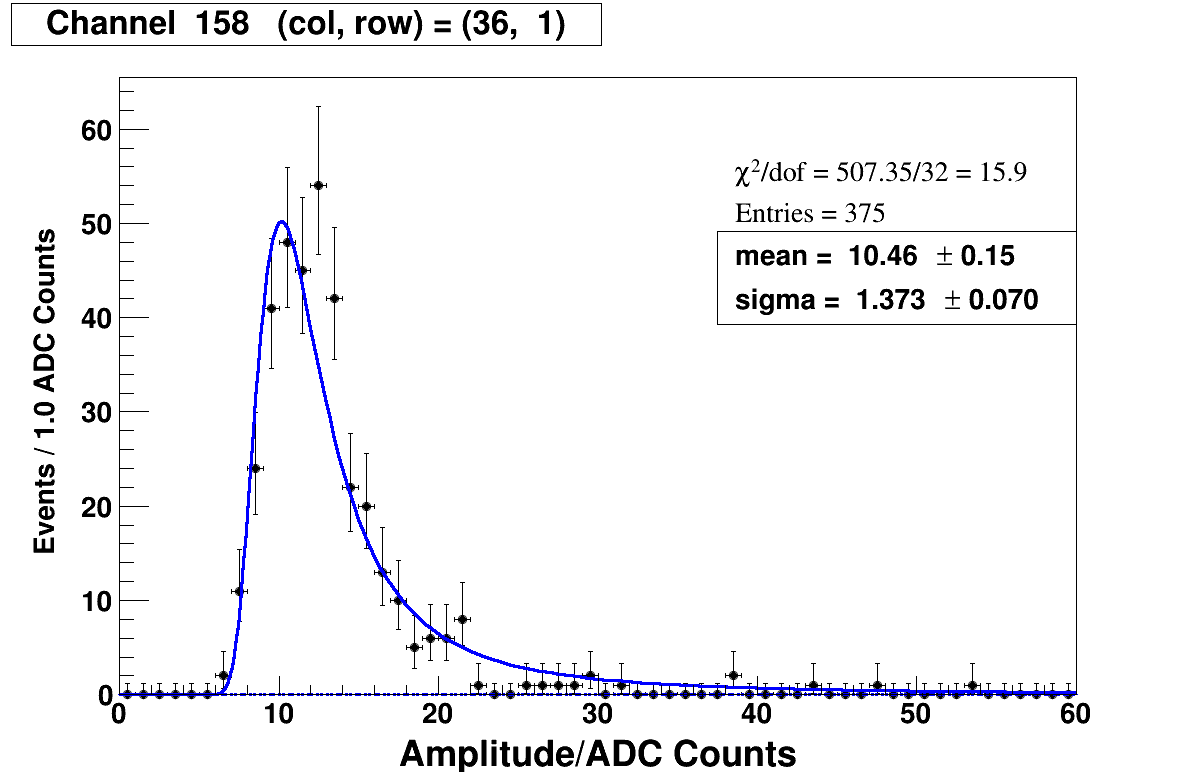 Channel 158 (col, row) = (36, 1)
χ²/dof = 507.35/32 = 15.9
Entries = 375
mean = 10.46 ± 0.15
sigma = 1.373 ± 0.070
Events / 1.0 ADC Counts
60
50
40
30
20
10
0
0 10 20 30 40 50 60
Amplitude/ADC Counts